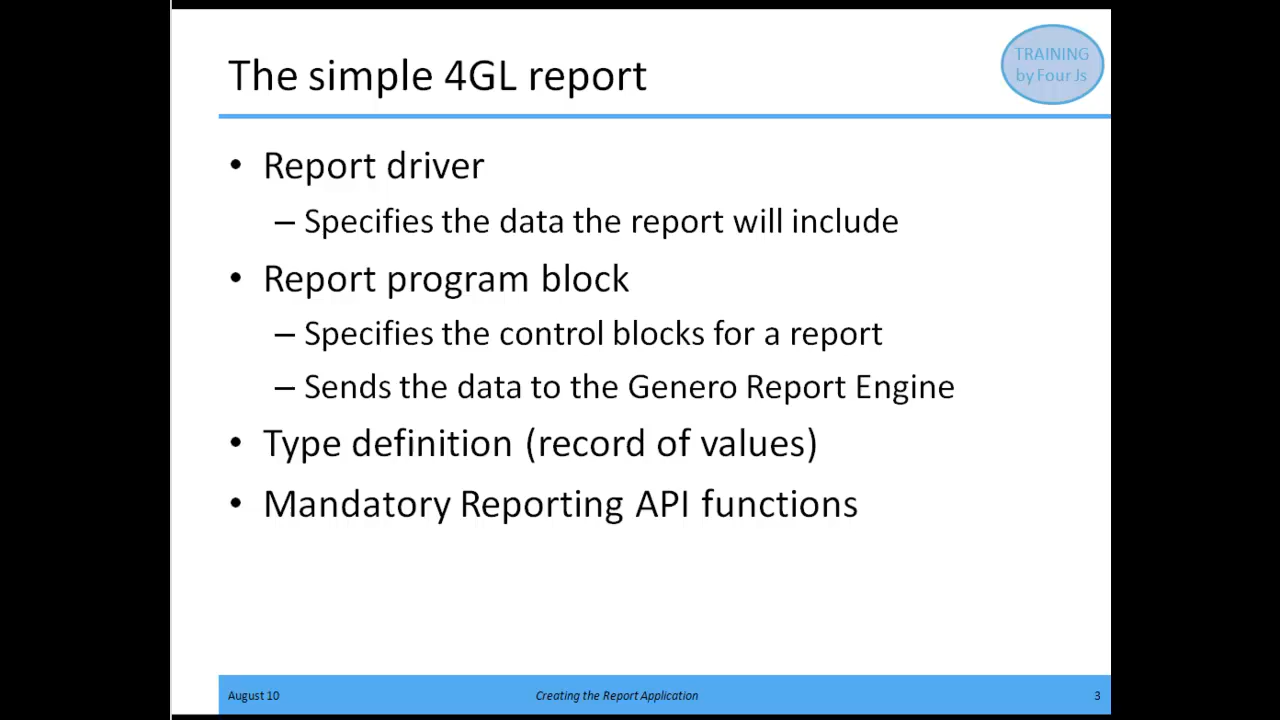 The simple 4GL report
TRAINING
by Four Js
• Report driver
– Specifies the data the report will include
• Report program block
– Specifies the control blocks for a report
– Sends the data to the Genero Report Engine
• Type definition (record of values)
• Mandatory Reporting API functions
August 10
Creating the Report Application
3